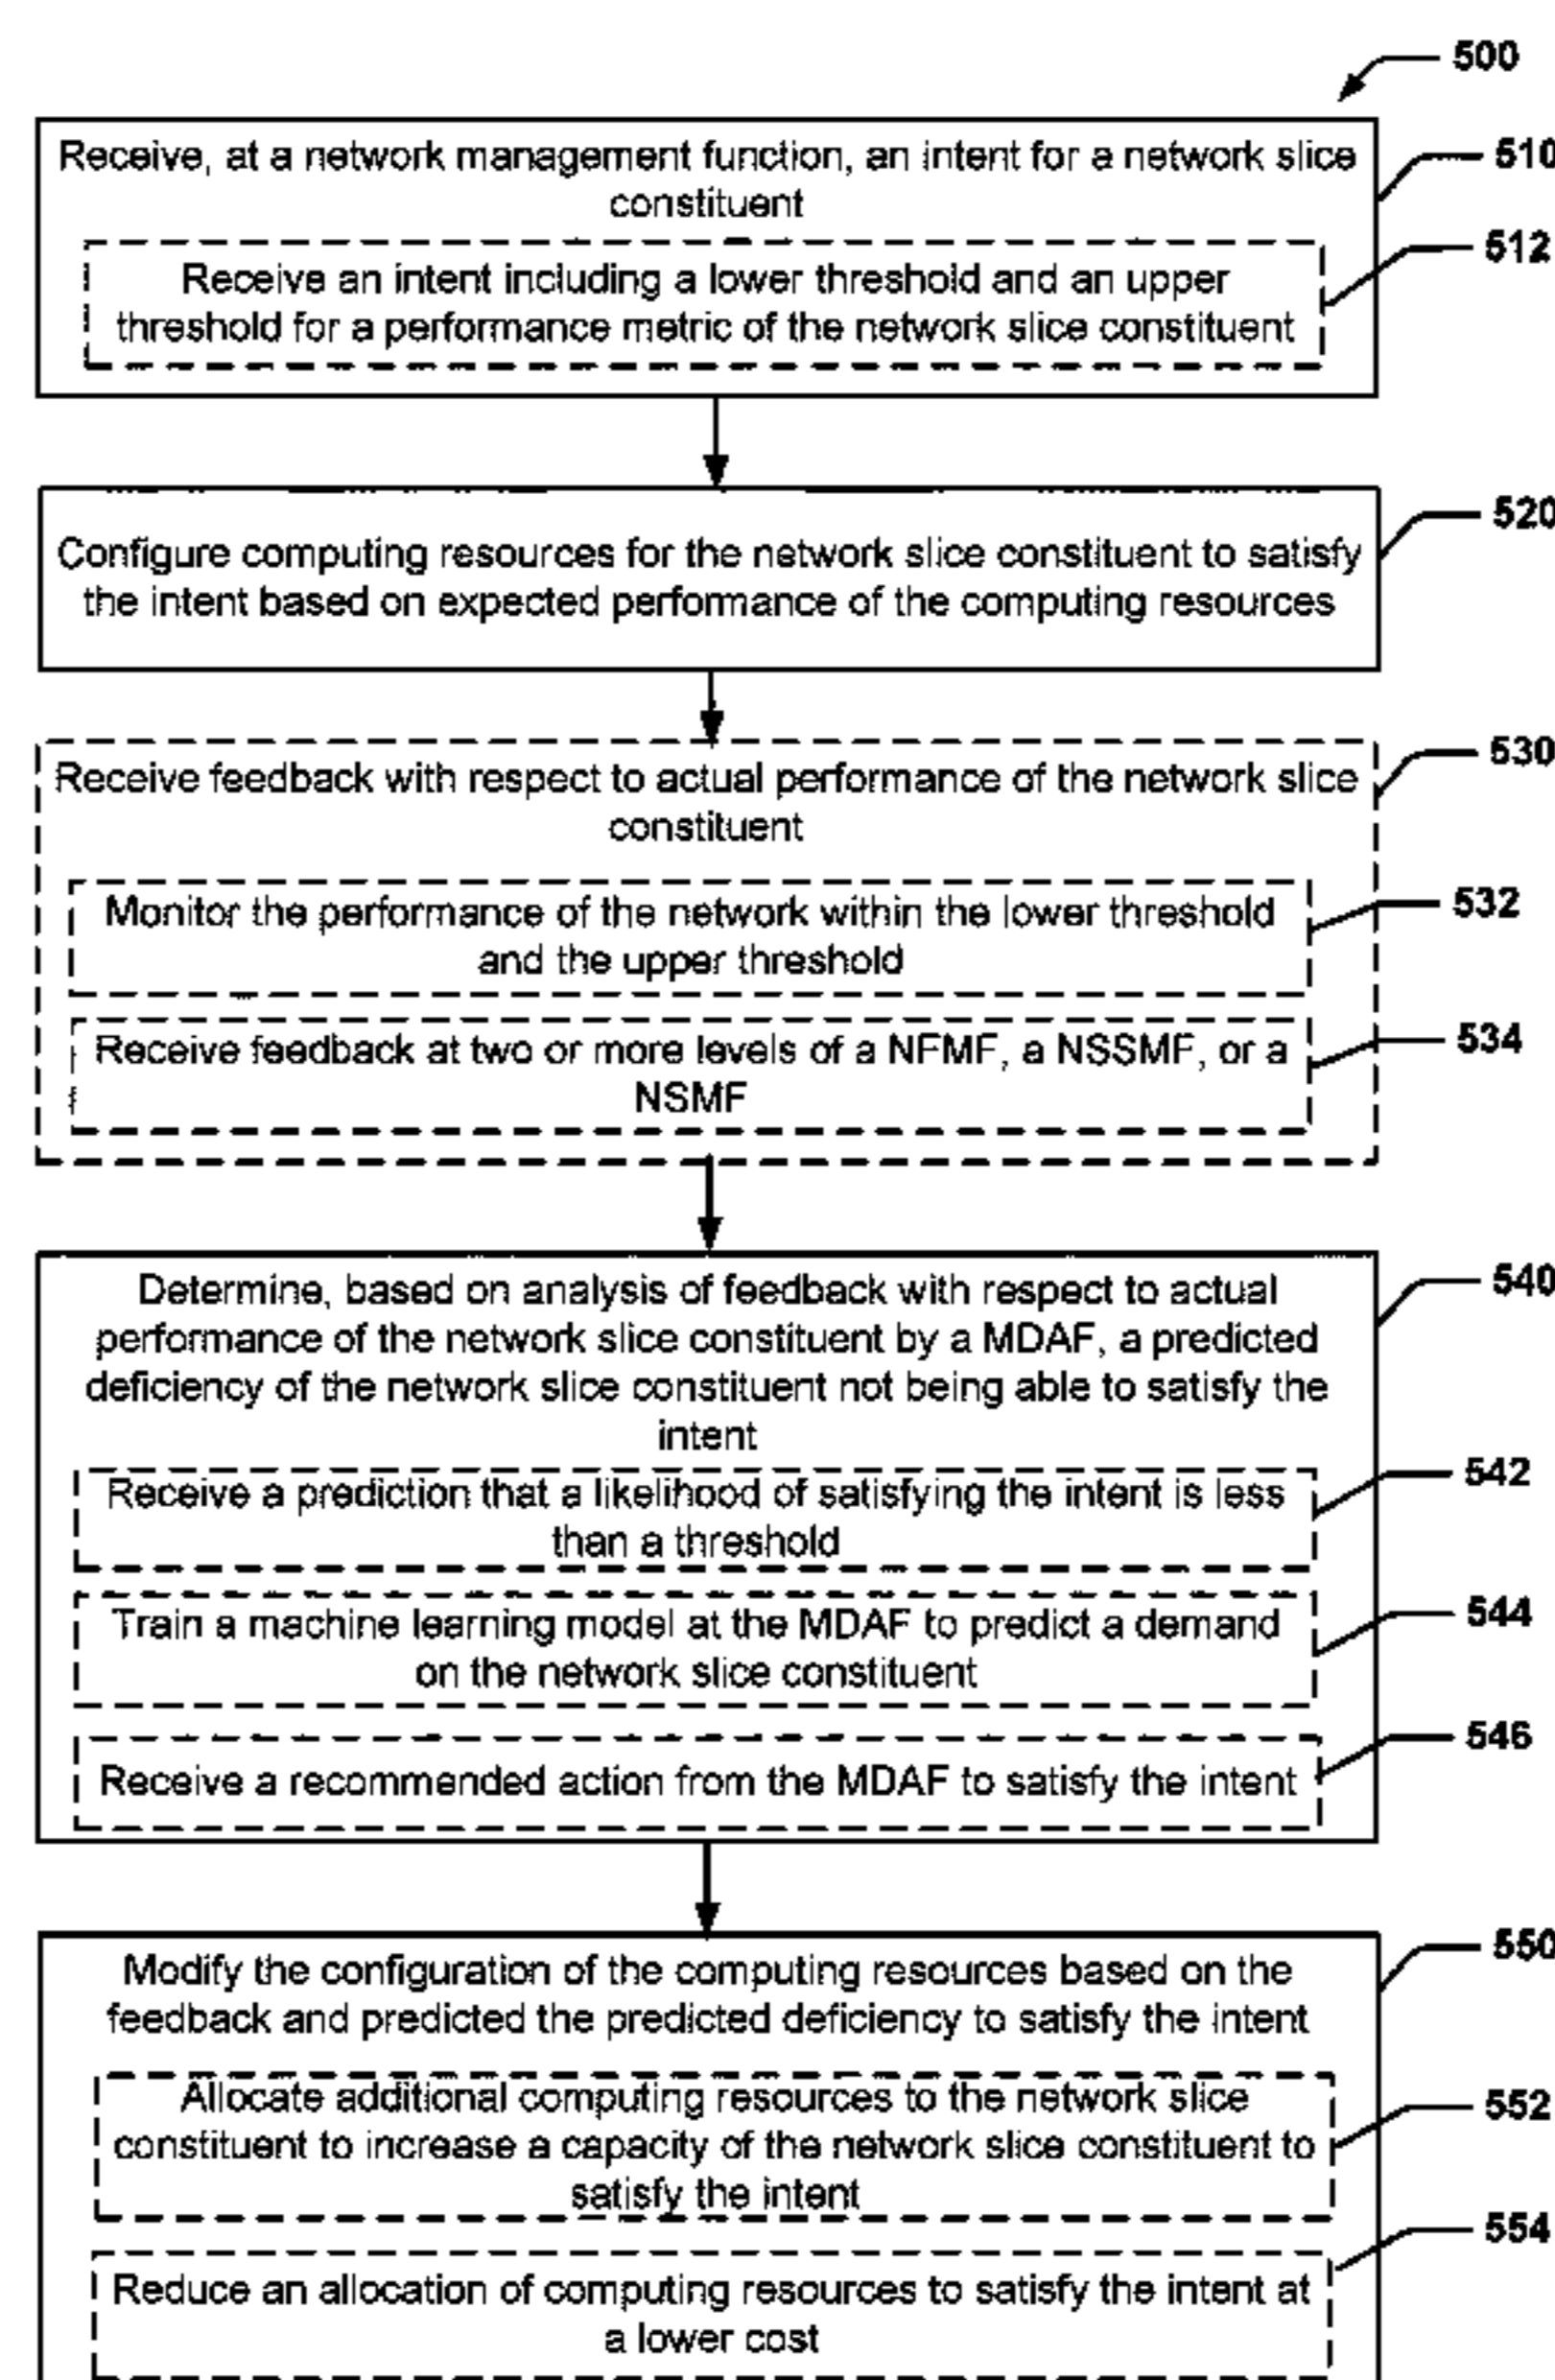 500
Receive, at a network management function, an intent for a network slice
constituent
510
Receive an intent including a lower threshold and an upper
threshold for a performance metric of the network slice constituent
512
Configure computing resources for the network slice constituent to satisfy
the intent based on expected performance of the computing resources
520
Receive feedback with respect to actual performance of the network slice
constituent
530
Monitor the performance of the network within the lower threshold
and the upper threshold
532
Receive feedback at two or more levels of a NFMF, a NSSMF, or a
NSMF
534
Determine, based on analysis of feedback with respect to actual
performance of the network slice constituent by a MDAF, a predicted
deficiency of the network slice constituent not being able to satisfy the
intent
540
Receive a prediction that a likelihood of satisfying the intent is less
than a threshold
542
Train a machine learning model at the MDAF to predict a demand
on the network slice constituent
544
Receive a recommended action from the MDAF to satisfy the intent
546
Modify the configuration of the computing resources based on the
feedback and predicted the predicted deficiency to satisfy the intent
550
Allocate additional computing resources to the network slice
constituent to increase a capacity of the network slice constituent to
satisfy the intent
552
Reduce an allocation of computing resources to satisfy the intent at
a lower cost
554